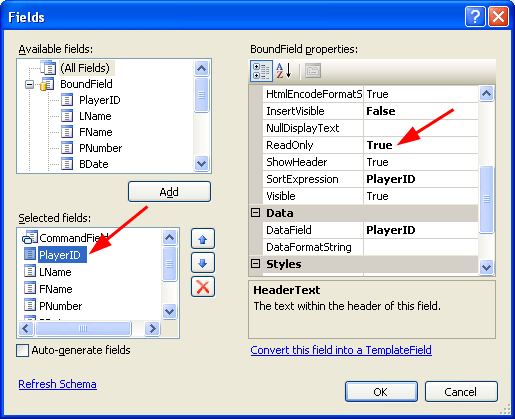 Fields
Available fields:
(All Fields)
BoundField
PlayerID
LName
FName
PNumber
BDate
Add
Selected fields:
CommandField
PlayerID
LName
FName
PNumber
Auto-generate fields
Refresh Schema
BoundField properties:
HtmlEncodeFormatS True
InsertVisible False
NullDisplayText
ReadOnly True
ShowHeader True
SortExpression PlayerID
Visible True
Data
DataField PlayerID
DataFormatString
Styles
HeaderText
The text within the header of this field.
Convert this field into a TemplateField
OK Cancel